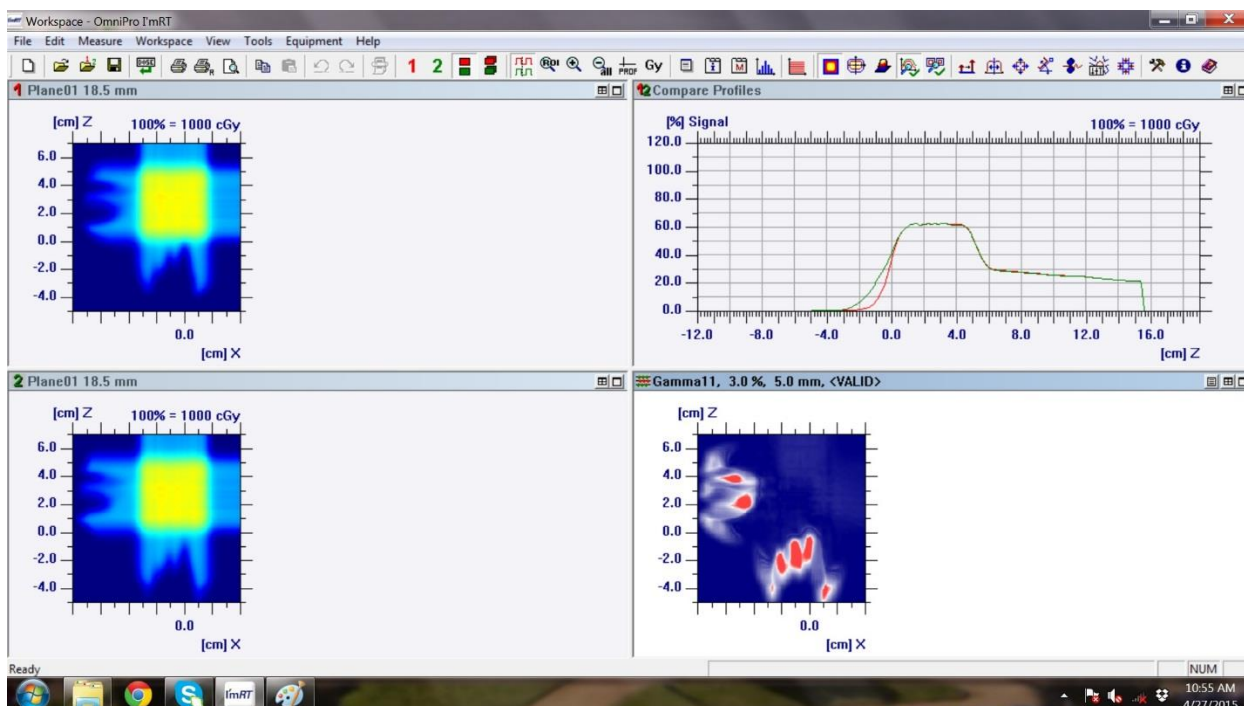 Workspace - OmniPro I'mRT
File Edit Measure Workspace View Tools Equipment Help
1 2 ROI all PROF Gy
1 Plane01 18.5 mm
[cm] Z 100% = 1000 cGy
6.0
4.0
2.0
0.0
-2.0
-4.0
0.0
[cm] X
12 Compare Profiles
[%] Signal 100% = 1000 cGy
120.0
100.0
80.0
60.0
40.0
20.0
0.0
-12.0 -8.0 -4.0 0.0 4.0 8.0 12.0 16.0
[cm] Z
2 Plane01 18.5 mm
[cm] Z 100% = 1000 cGy
6.0
4.0
2.0
0.0
-2.0
-4.0
0.0
[cm] X
Gamma11, 3.0 %, 5.0 mm, <VALID>
[cm] Z
6.0
4.0
2.0
0.0
-2.0
-4.0
0.0
[cm] X
Ready NUM
I'mRT
10:55 AM
4/27/2015